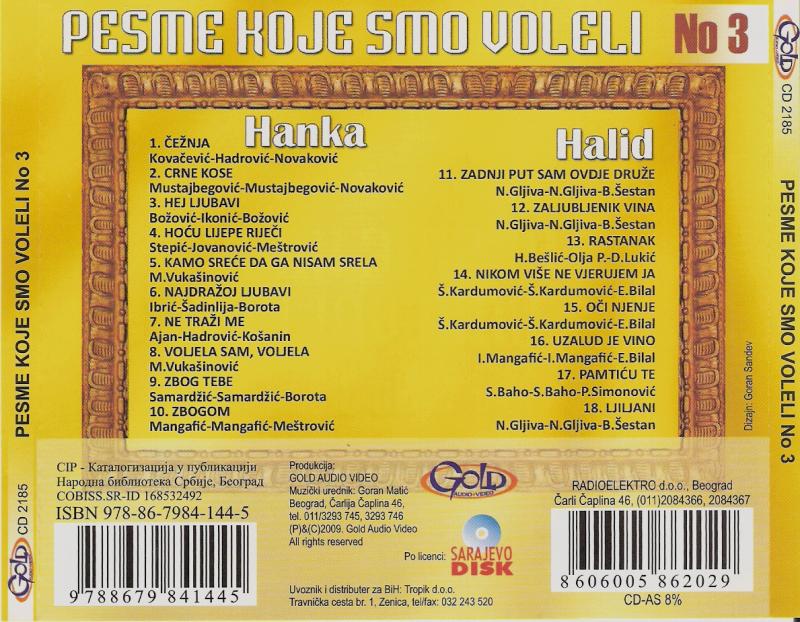 PESME KOJE SMO VOLELI No 3
Hanka
1. ČEŽNJA
Kovačević-Hadrović-Novaković
2. CRNE KOSE
Mustajbegović-Mustajbegović-Novaković
3. HEJ LJUBAVI
Božović-Ikonić-Božović
4. HOĆU LIJEPE RIJEČI
Stepić-Jovanović-Meštrović
5. KAMO SREĆE DA GA NISAM SRELA
M.Vukašinović
6. NAJDRAŽOJ LJUBAVI
Ibrić-Šadinlija-Borota
7. NE TRAŽI ME
Ajan-Hadrović-Košanin
8. VOLJELA SAM, VOLJELA
M.Vukašinović
9. ZBOG TEBE
Samardžić-Samardžić-Borota
10. ZBOGOM
Mangafić-Mangafić-Meštrović
Halid
11. ZADNJI PUT SAM OVDJE DRUŽE
N.Gljiva-N.Gljiva-B.Šestan
12. ZALJUBLJENIK VINA
N.Gljiva-N.Gljiva-B.Šestan
13. RASTANAK
H.Bešlić-Olja P.-D.Lukić
14. NIKOM VIŠE NE VJERUJEM JA
Š.Kardumović-Š.Kardumović-E.Bilal
15. OČI NJENJE
Š.Kardumović-Š.Kardumović-E.Bilal
16. UZALUD JE VINO
I.Mangafić-I.Mangafić-E.Bilal
17. PAMTIĆU TE
S.Baho-S.Baho-P.Simonović
18. LJILJANI
N.Gljiva-N.Gljiva-B.Šestan
Dizajn: Goran Sandev
CIP - Каталогизација у публикацији
Народна библиотека Србије, Београд
COBISS.SR-ID 168532492
ISBN 978-86-7984-144-5
9 788679 841445
Produkcija:
GOLD AUDIO VIDEO
Muzički urednik: Goran Matić
Beograd, Čarlija Čaplina 46,
tel. 011/3293 745, 3293 746
(P)&(C)2009. Gold Audio Video
All rights reserved
GOLD
AUDIO-VIDEO
Po licenci:
SARAJEVO
DISK
Uvoznik i distributer za BiH: Tropik d.o.o.
Travnička cesta br. 1, Zenica, tel/fax: 032 243 520
RADIOELEKTRO d.o.o., Beograd
Čarli Čaplina 46, (011)2084366, 2084367
8 606005 862029
CD-AS 8%
GOLD
CD 2185
PESME KOJE SMO VOLELI No 3
GOLD
CD 2185
PESME KOJE SMO VOLELI No 3